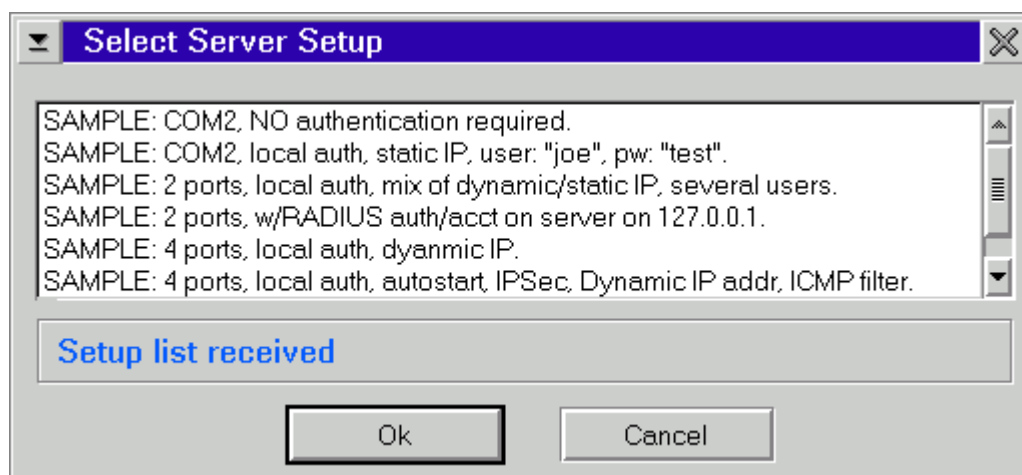 Select Server Setup
SAMPLE: COM2, NO authentication required.
SAMPLE: COM2, local auth, static IP, user: "joe", pw: "test".
SAMPLE: 2 ports, local auth, mix of dynamic/static IP, several users.
SAMPLE: 2 ports, w/RADIUS auth/acct on server on 127.0.0.1.
SAMPLE: 4 ports, local auth, dyanmic IP.
SAMPLE: 4 ports, local auth, autostart, IPSec, Dynamic IP addr, ICMP filter.
Setup list received
Ok Cancel